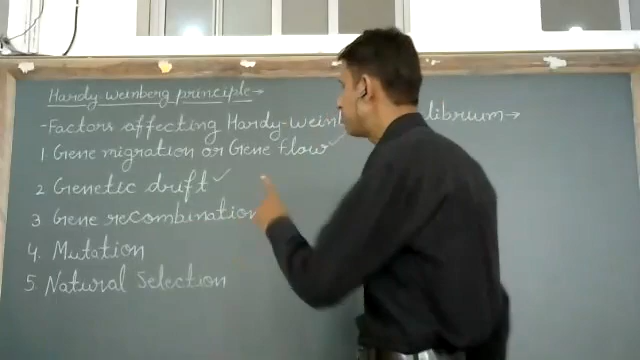 Hardy-weinberg principle→
-Factors affecting Hardy-weinb librium→
1. Gene migration or Gene flow ✓
2 Genetic drift ✓
3 Gene recombination
4. Mutation
5. Natural Selection